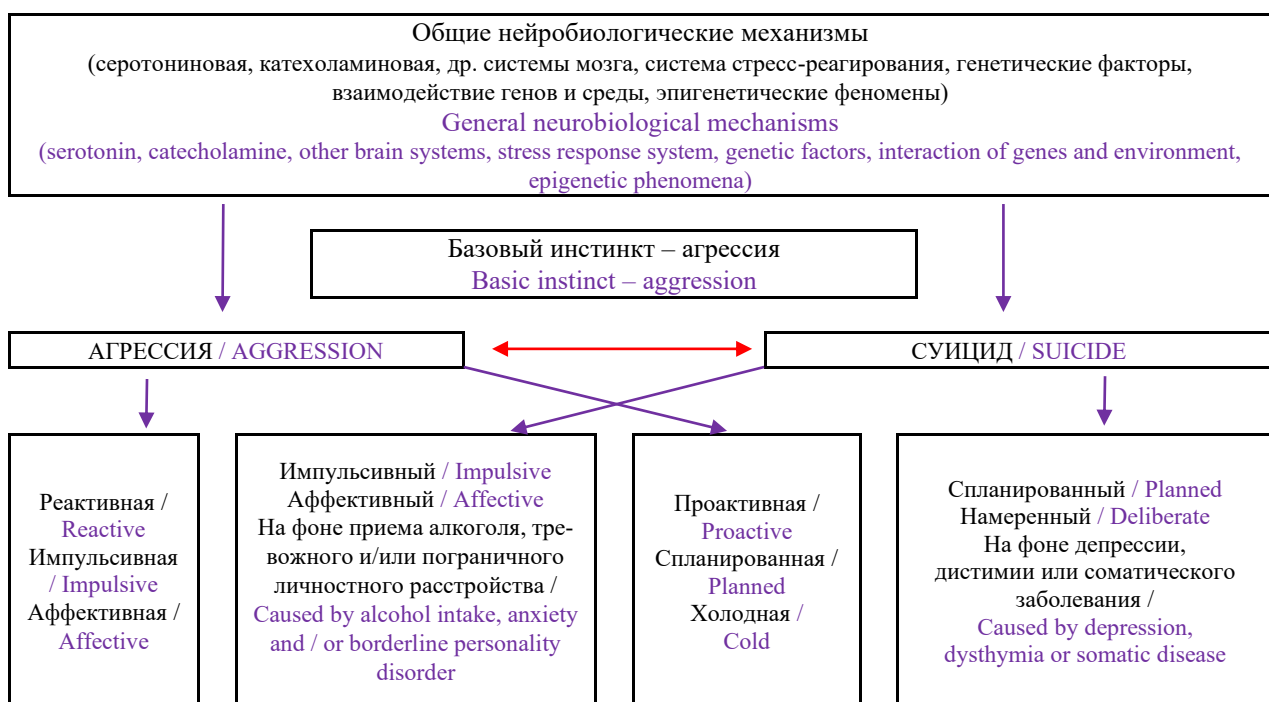 Общие нейробиологические механизмы
(серотониновая, катехоламиновая, др. системы мозга, система стресс-реагирования, генетические факторы,
взаимодействие генов и среды, эпигенетические феномены)
General neurobiological mechanisms
(serotonin, catecholamine, other brain systems, stress response system, genetic factors, interaction of genes and environment,
epigenetic phenomena)
Базовый инстинкт – агрессия
Basic instinct – aggression
АГРЕССИЯ / AGGRESSION
СУИЦИД / SUICIDE
Реактивная /
Reactive
Импульсивная
/ Impulsive
Аффективная /
Affective
Импульсивный / Impulsive
Аффективный / Affective
На фоне приема алкоголя, тре-
вожного и/или пограничного
личностного расстройства /
Caused by alcohol intake, anxiety
and / or borderline personality
disorder
Проактивная /
Proactive
Спланированная /
Planned
Холодная /
Cold
Спланированный / Planned
Намеренный / Deliberate
На фоне депрессии,
дистимии или соматического
заболевания /
Caused by depression,
dysthymia or somatic disease